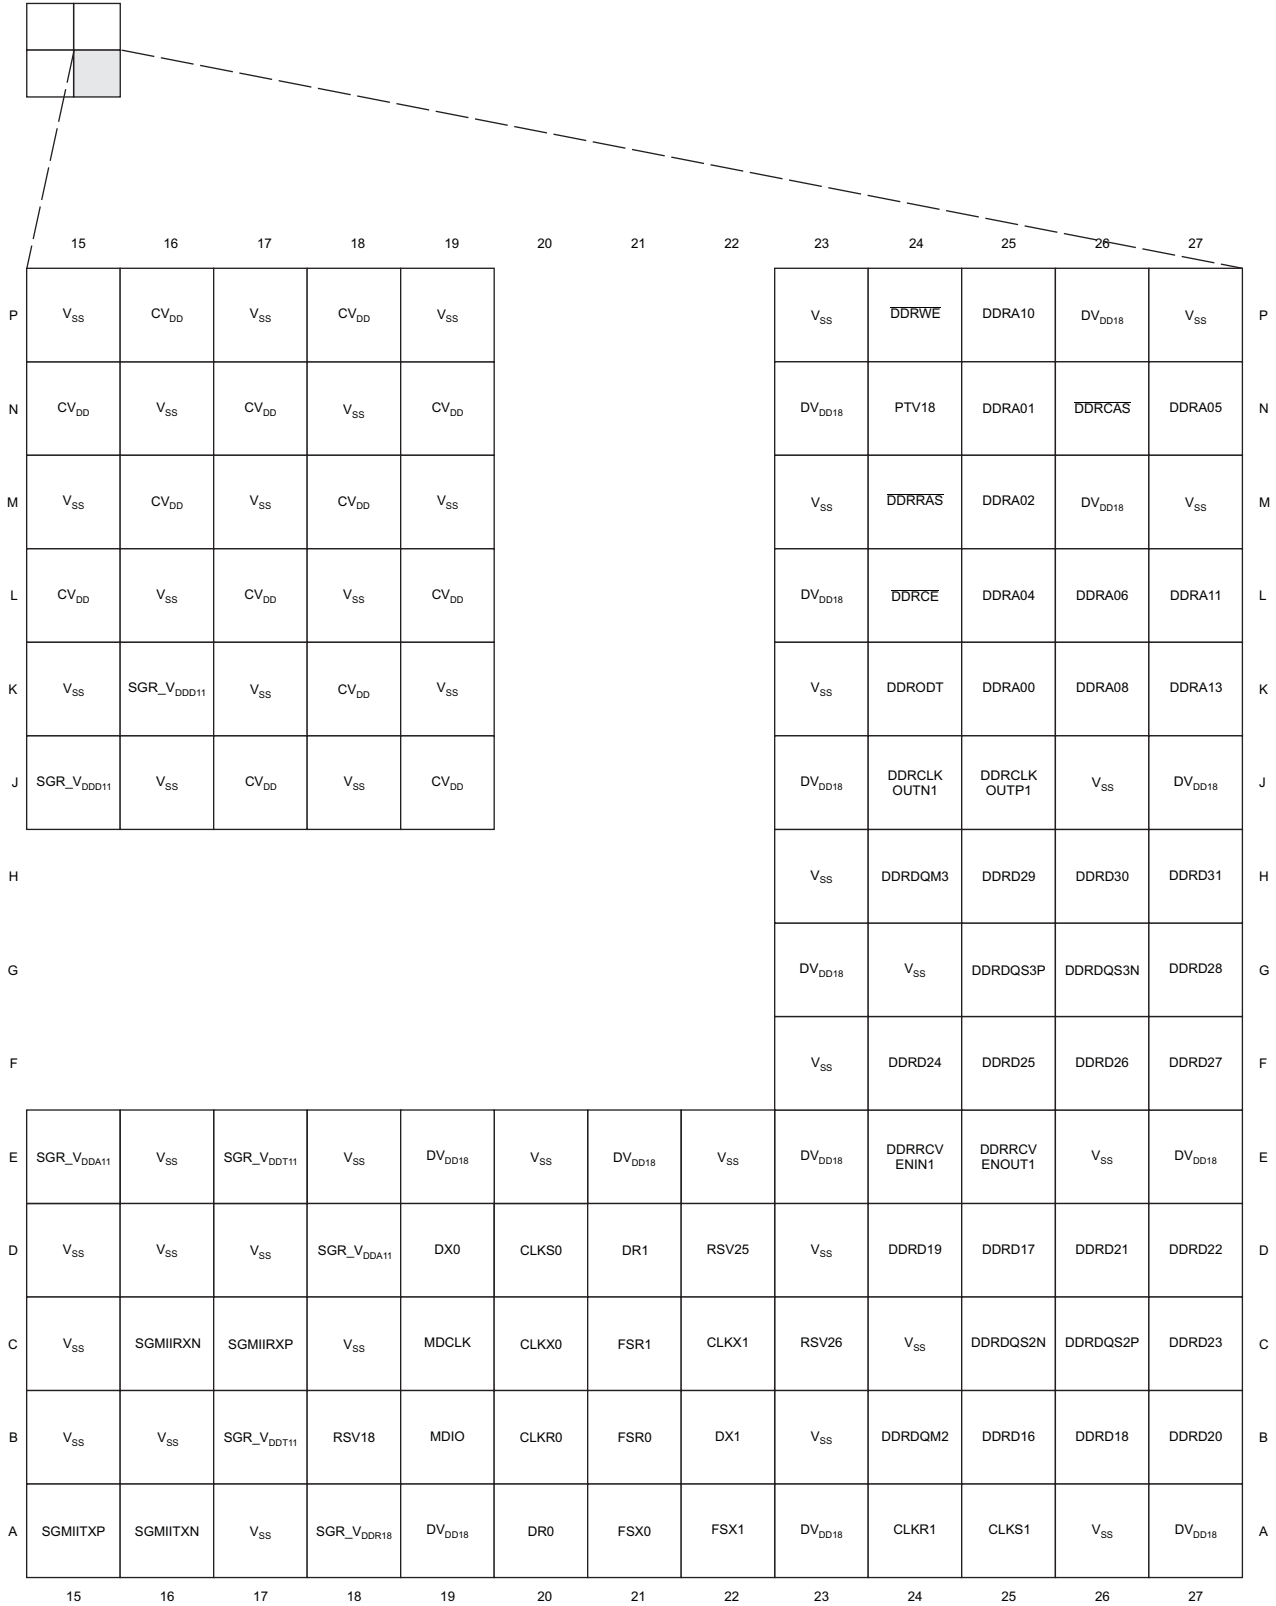 15 16 17 18 19 20 21 22 23 24 25 26 27
P VSS CVDD VSS CVDD VSS VSS DDRWE DDRA10 DVDD18 VSS P
N CVDD VSS CVDD VSS CVDD DVDD18 PTV18 DDRA01 DDRCAS DDRA05 N
M VSS CVDD VSS CVDD VSS VSS DDRRAS DDRA02 DVDD18 VSS M
L CVDD VSS CVDD VSS CVDD DVDD18 DDRCE DDRA04 DDRA06 DDRA11 L
K VSS SGR_VDDD11 VSS CVDD VSS VSS DDRODT DDRA00 DDRA08 DDRA13 K
J SGR_VDDD11 VSS CVDD VSS CVDD DVDD18 DDRCLK OUTN1 DDRCLK OUTP1 VSS DVDD18 J
H VSS DDRDQM3 DDRD29 DDRD30 DDRD31 H
G DVDD18 VSS DDRDQS3P DDRDQS3N DDRD28 G
F VSS DDRD24 DDRD25 DDRD26 DDRD27 F
E SGR_VDDA11 VSS SGR_VDDT11 VSS DVDD18 VSS DVDD18 VSS DVDD18 DDRRCV ENIN1 DDRRCV ENOUT1 VSS DVDD18 E
D VSS VSS VSS SGR_VDDA11 DX0 CLKS0 DR1 RSV25 VSS DDRD19 DDRD17 DDRD21 DDRD22 D
C VSS SGMIIRXN SGMIIRXP VSS MDCLK CLKX0 FSR1 CLKX1 RSV26 VSS DDRDQS2N DDRDQS2P DDRD23 C
B VSS VSS SGR_VDDT11 RSV18 MDIO CLKR0 FSR0 DX1 VSS DDRDQM2 DDRD16 DDRD18 DDRD20 B
A SGMIITXP SGMIITXN VSS SGR_VDDR18 DVDD18 DR0 FSX0 FSX1 DVDD18 CLKR1 CLKS1 VSS DVDD18 A
15 16 17 18 19 20 21 22 23 24 25 26 27